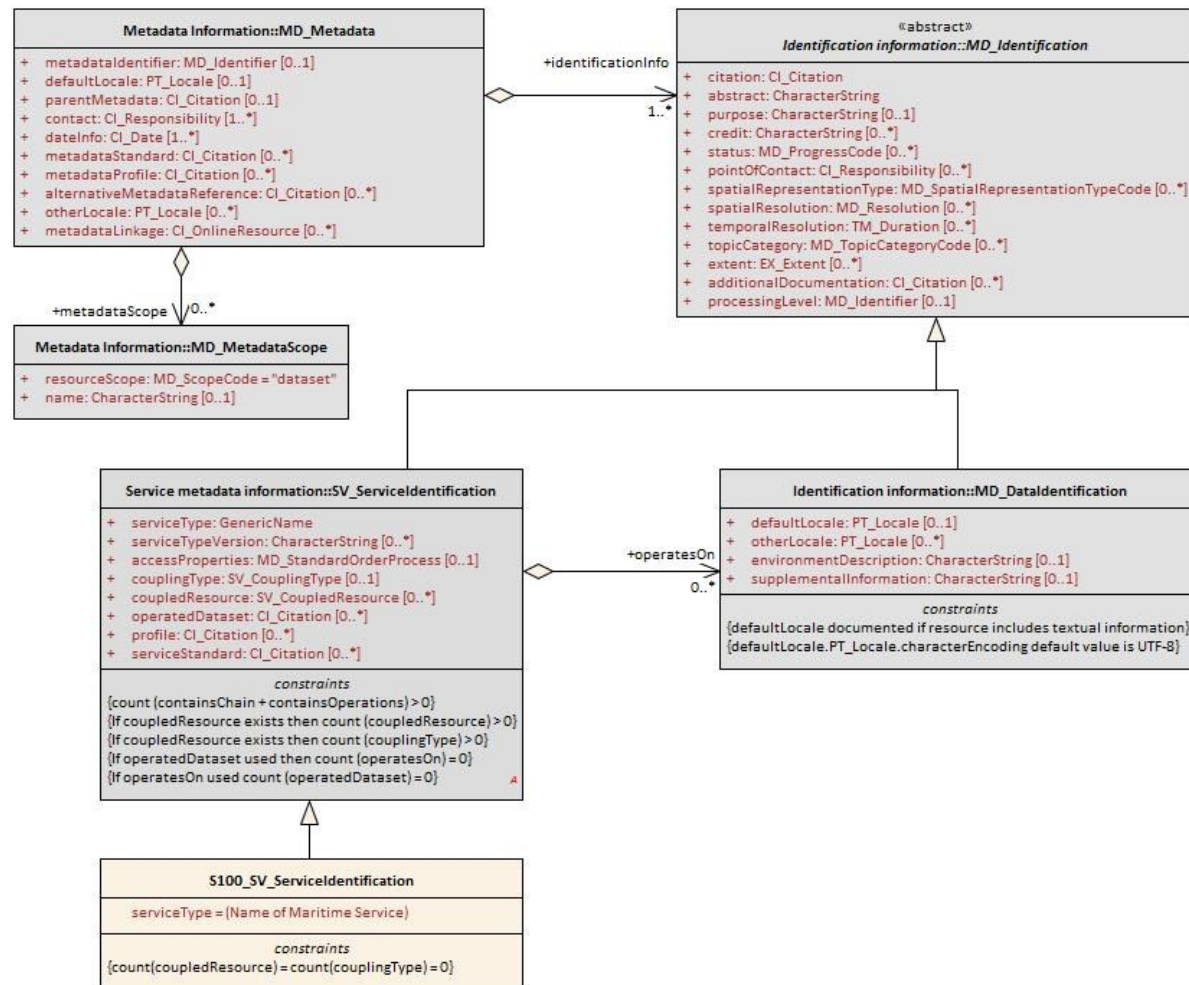 Metadata Information::MD_Metadata
+ metadataIdentifier: MD_Identifier [0..1]
+ defaultLocale: PT_Locale [0..1]
+ parentMetadata: CI_Citation [0..1]
+ contact: CI_Responsibility [1..*]
+ dateInfo: CI_Date [1..*]
+ metadataStandard: CI_Citation [0..*]
+ metadataProfile: CI_Citation [0..*]
+ alternativeMetadataReference: CI_Citation [0..*]
+ otherLocale: PT_Locale [0..*]
+ metadataLinkage: CI_OnlineResource [0..*]
+identificationInfo
1..*
«abstract»
Identification information::MD_Identification
+ citation: CI_Citation
+ abstract: CharacterString
+ purpose: CharacterString [0..1]
+ credit: CharacterString [0..*]
+ status: MD_ProgressCode [0..*]
+ pointOfContact: CI_Responsibility [0..*]
+ spatialRepresentationType: MD_SpatialRepresentationTypeCode [0..*]
+ spatialResolution: MD_Resolution [0..*]
+ temporalResolution: TM_Duration [0..*]
+ topicCategory: MD_TopicCategoryCode [0..*]
+ extent: EX_Extent [0..*]
+ additionalDocumentation: CI_Citation [0..*]
+ processingLevel: MD_Identifier [0..1]
+metadataScope
0..*
Metadata Information::MD_MetadataScope
+ resourceScope: MD_ScopeCode = "dataset"
+ name: CharacterString [0..1]
Service metadata information::SV_ServiceIdentification
+ serviceType: GenericName
+ serviceTypeVersion: CharacterString [0..*]
+ accessProperties: MD_StandardOrderProcess [0..1]
+ couplingType: SV_CouplingType [0..1]
+ coupledResource: SV_CoupledResource [0..*]
+ operatedDataset: CI_Citation [0..*]
+ profile: CI_Citation [0..*]
+ serviceStandard: CI_Citation [0..*]
constraints
{count (containsChain + containsOperations) > 0}
{If coupledResource exists then count (coupledResource) > 0}
{If coupledResource exists then count (couplingType) > 0}
{If operatedDataset used then count (operatesOn) = 0}
{If operatesOn used count (operatedDataset) = 0}
A
+operatesOn
0..*
Identification information::MD_DataIdentification
+ defaultLocale: PT_Locale [0..1]
+ otherLocale: PT_Locale [0..*]
+ environmentDescription: CharacterString [0..1]
+ supplementalInformation: CharacterString [0..1]
constraints
{defaultLocale documented if resource includes textual information}
{defaultLocale.PT_Locale.characterEncoding default value is UTF-8}
S100_SV_ServiceIdentification
serviceType = (Name of Maritime Service)
constraints
{count(coupledResource) = count(couplingType) = 0}